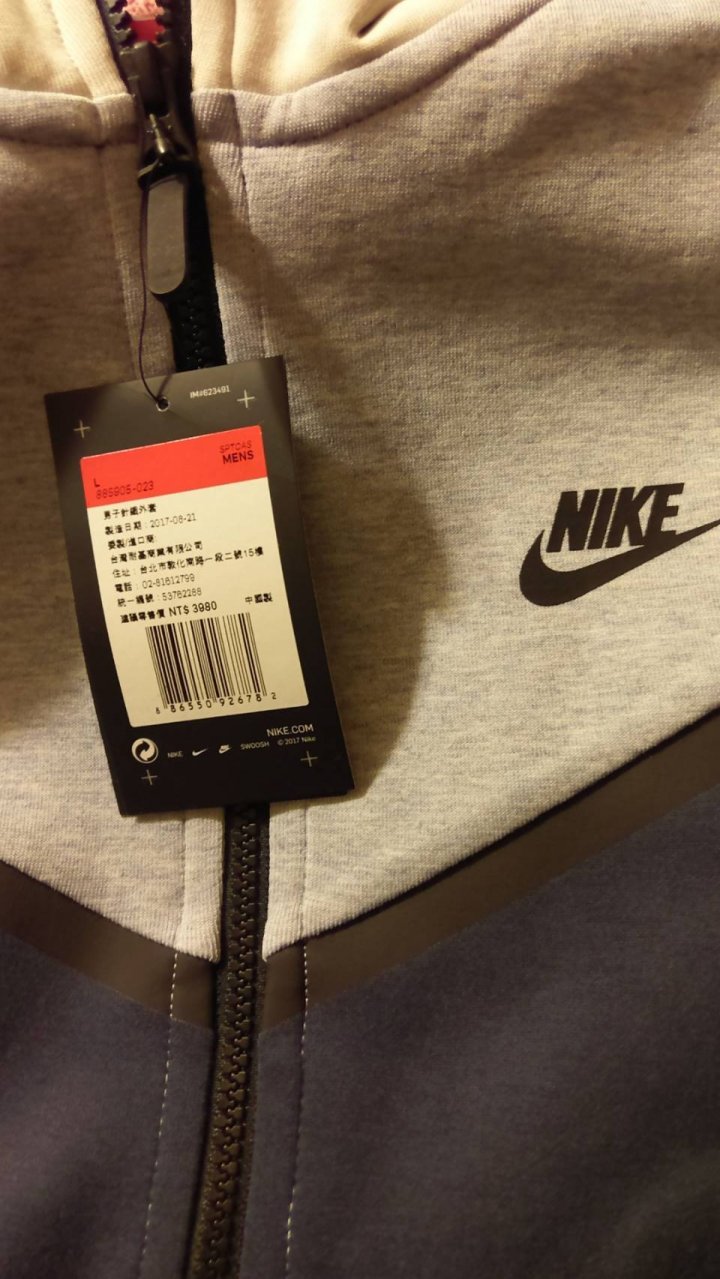 IM#623491
SPTCAS
MENS
L
885905-023
男子針織外套
製造日期：2017-08-21
委製/進口商:
台灣耐基商業有限公司
住址：台北市敦化南路一段二號15樓
電話：02-81612799
統一編號：53762288
建議零售價 NT$ 3980 中國製
8 86550 92678 2
NIKE.COM
NIKE SWOOSH © 2017 Nike
NIKE